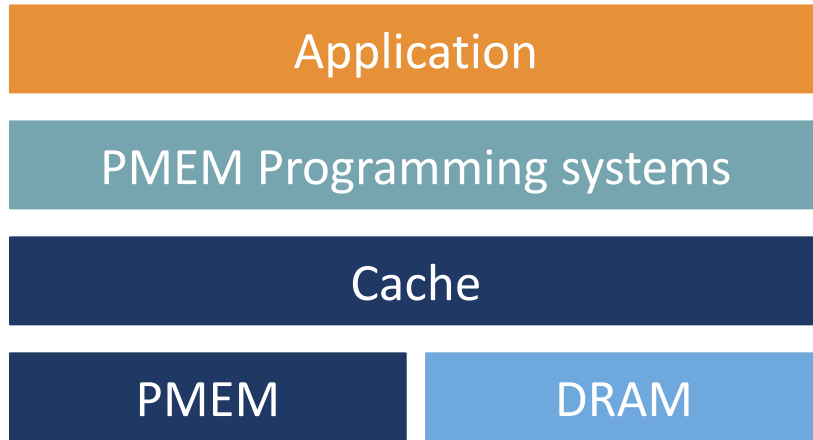 Application
PMEM Programming systems
Cache
PMEM
DRAM